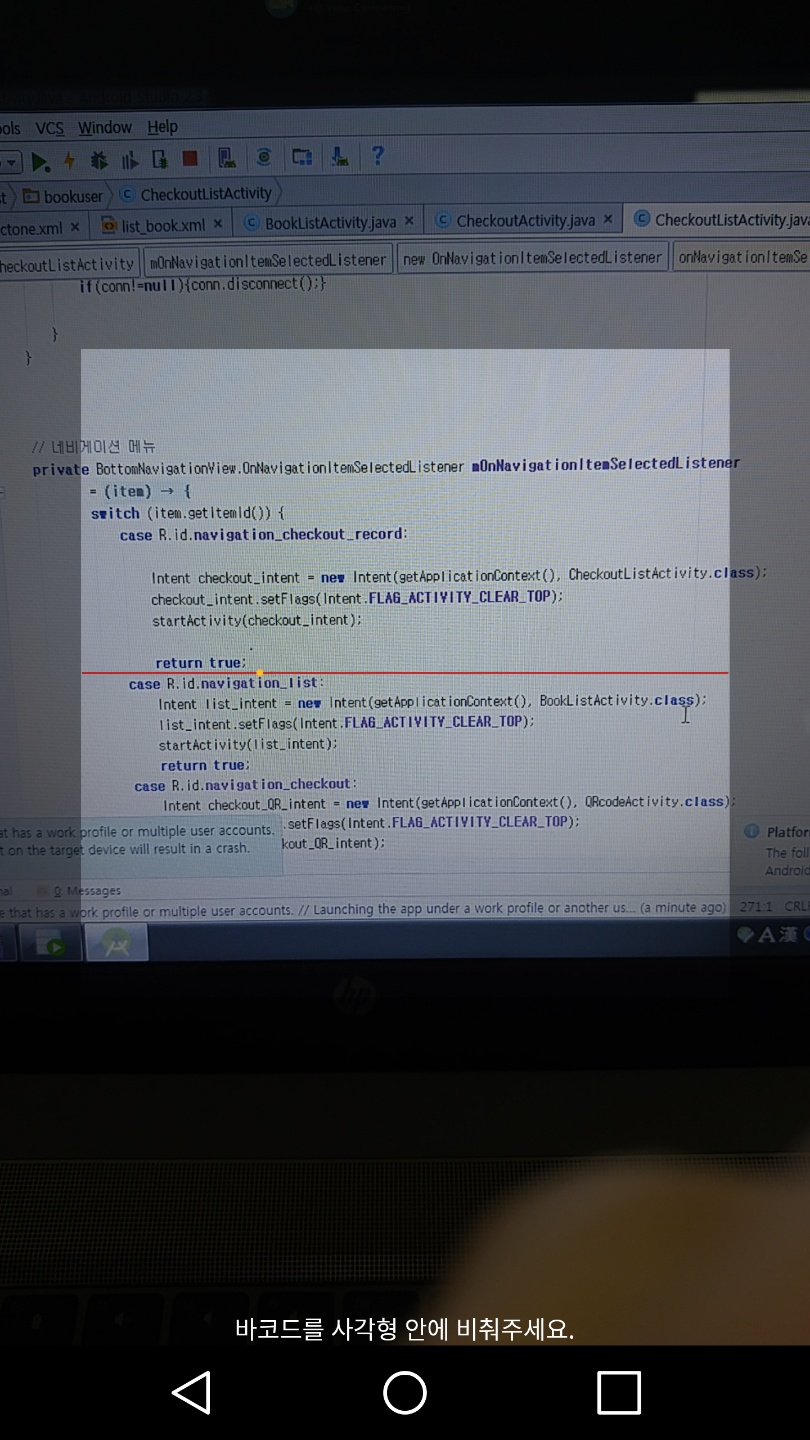 ools VCS Window Help
bookuser CheckoutListActivity
ctone.xml list_book.xml BookListActivity.java CheckoutActivity.java CheckoutListActivity.java
heckoutListActivity mOnNavigationItemSelectedListener new OnNavigationItemSelectedListener onNavigationItemSe
if(conn!=null){conn.disconnect();}
}
}
// 네비게이션 메뉴
private BottomNavigationView.OnNavigationItemSelectedListener mOnNavigationItemSelectedListener
= (item) → {
switch (item.getItemId()) {
case R.id.navigation_checkout_record:
Intent checkout_intent = new Intent(getApplicationContext(), CheckoutListActivity.class);
checkout_intent.setFlags(Intent.FLAG_ACTIVITY_CLEAR_TOP);
startActivity(checkout_intent);
return true;
case R.id.navigation_list:
Intent list_intent = new Intent(getApplicationContext(), BookListActivity.class);
list_intent.setFlags(Intent.FLAG_ACTIVITY_CLEAR_TOP);
startActivity(list_intent);
return true;
case R.id.navigation_checkout:
Intent checkout_QR_intent = new Intent(getApplicationContext(), QRcodeActivity.class);
.setFlags(Intent.FLAG_ACTIVITY_CLEAR_TOP);
kout_QR_intent);
at has a work profile or multiple user accounts.
t on the target device will result in a crash.
Platfor
The foll
Android
nal 0: Messages
e that has a work profile or multiple user accounts. // Launching the app under a work profile or another us... (a minute ago) 271:1 CRL
A 漢
hp
바코드를 사각형 안에 비춰주세요.